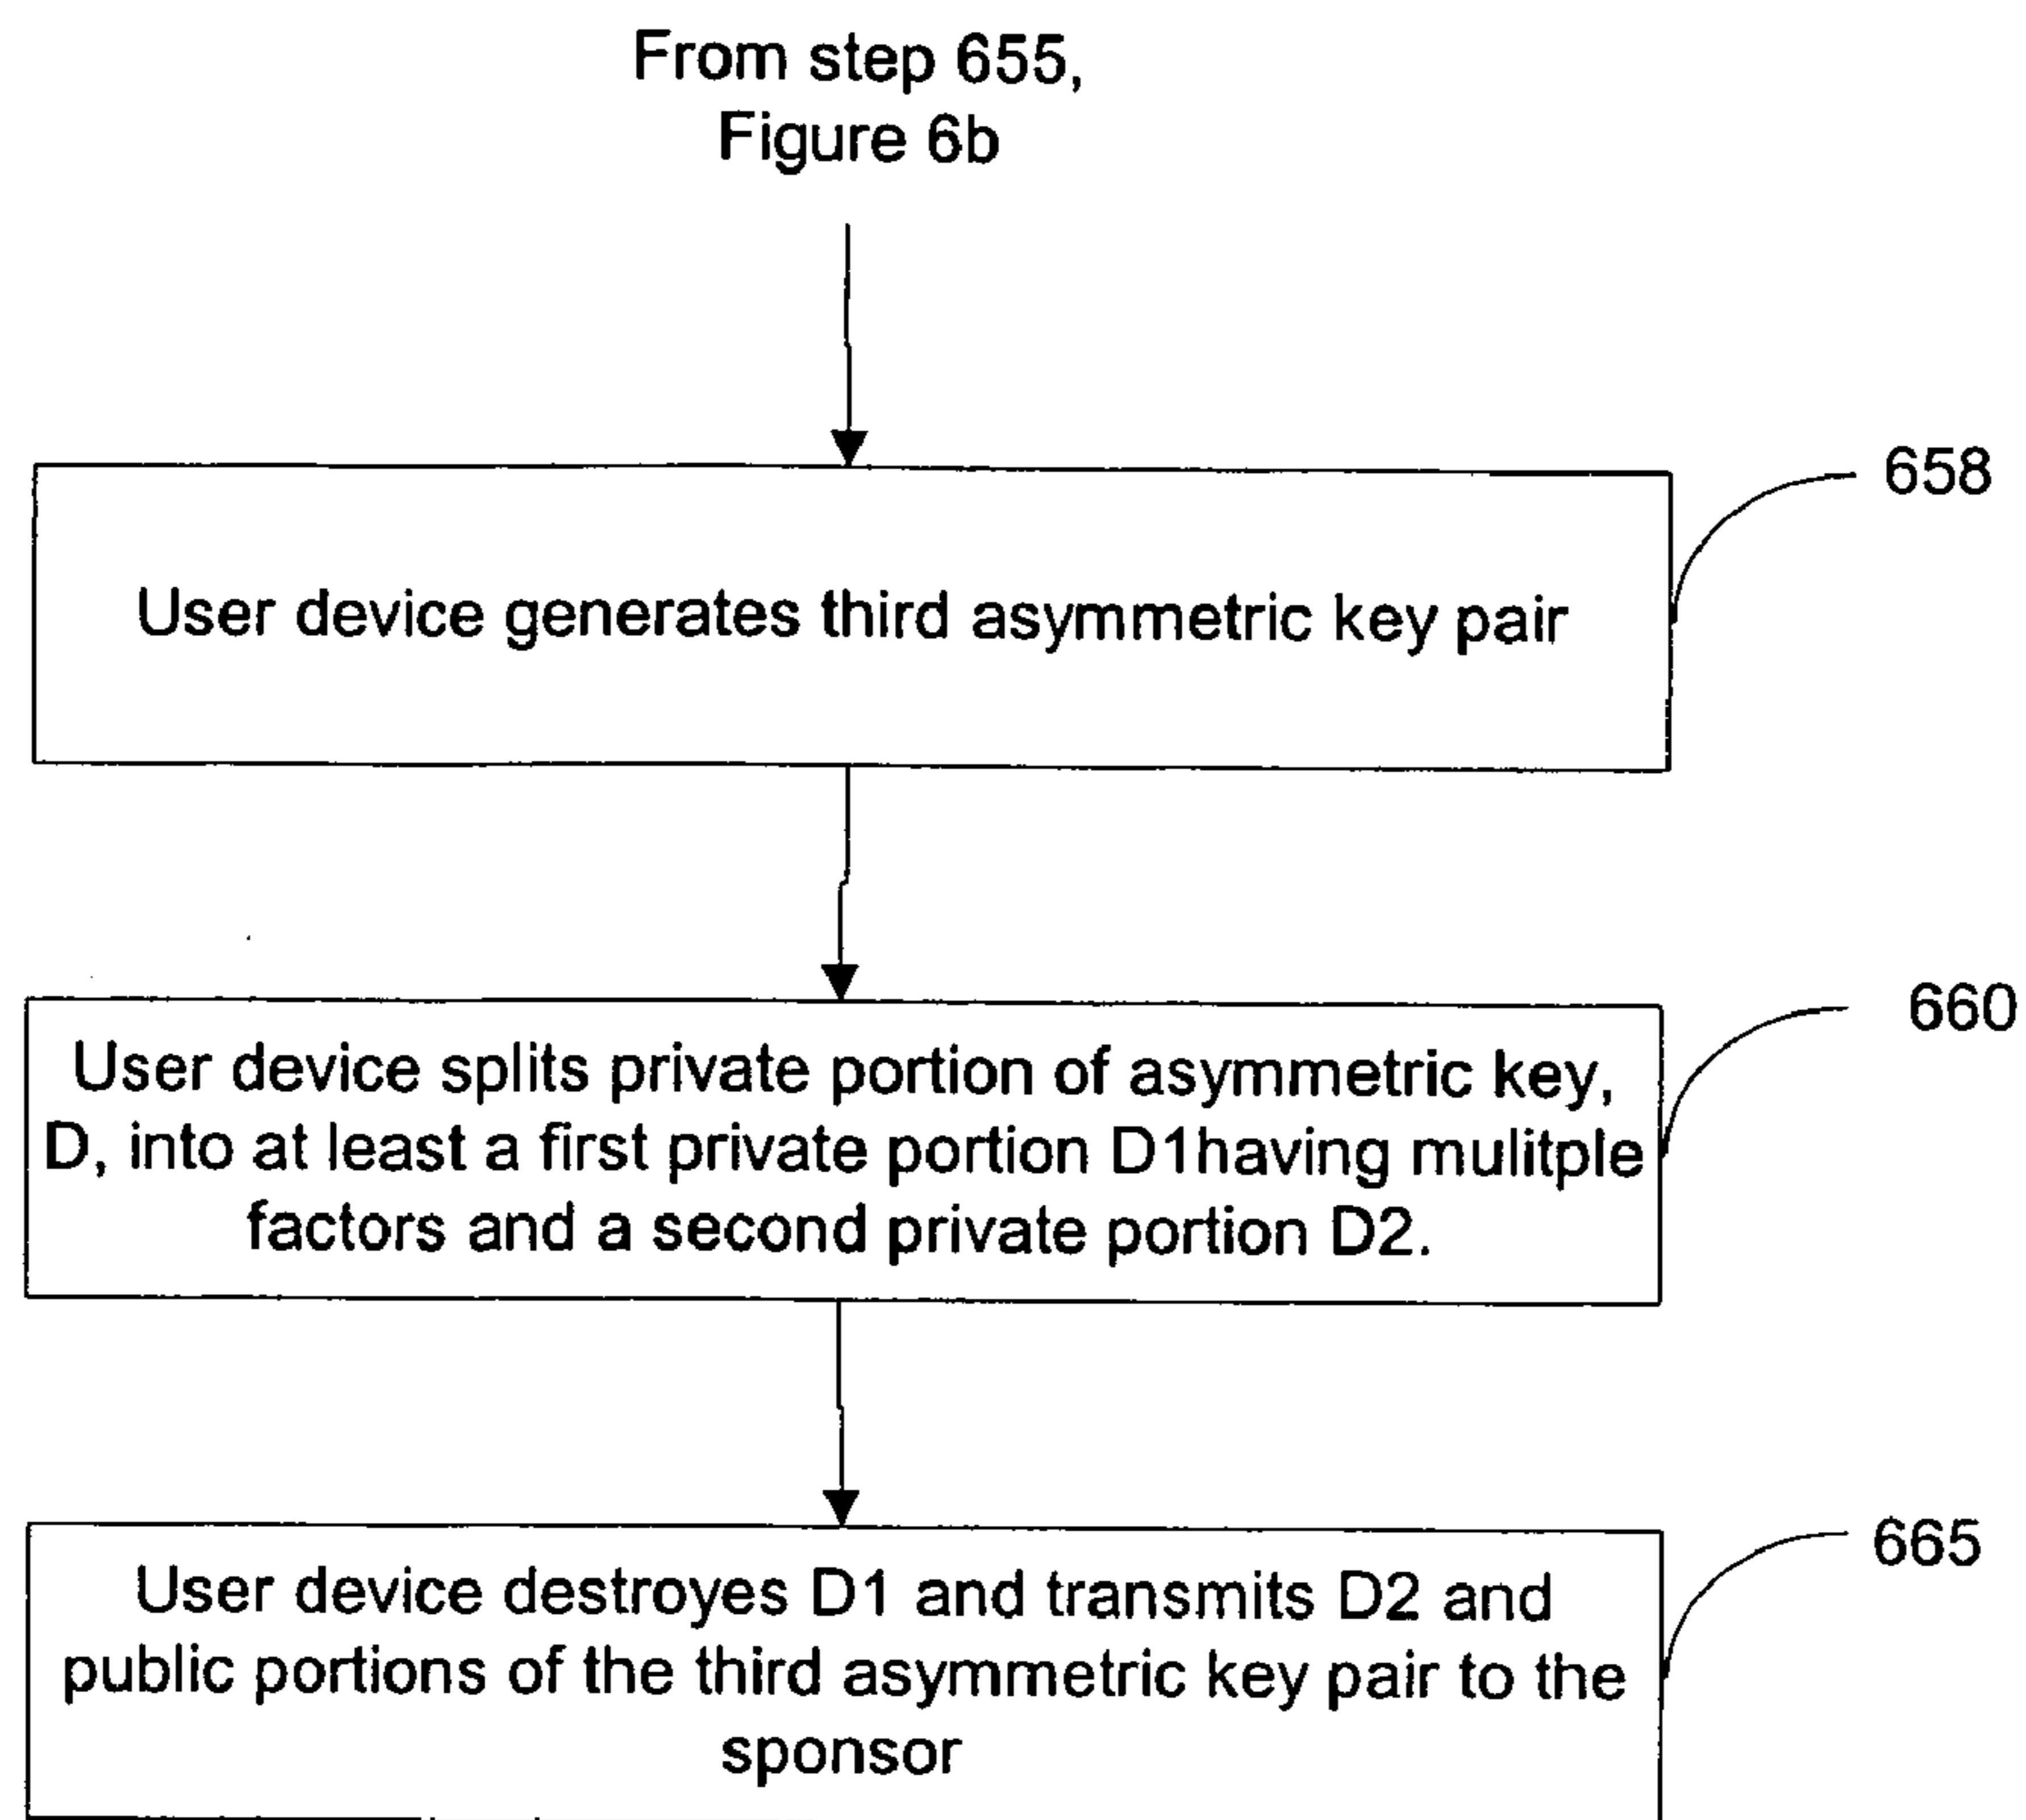 From step 655,
Figure 6b
658
User device generates third asymmetric key pair
660
User device splits private portion of asymmetric key,
D, into at least a first private portion D1having mulitple
factors and a second private portion D2.
665
User device destroyes D1 and transmits D2 and
public portions of the third asymmetric key pair to the
sponsor